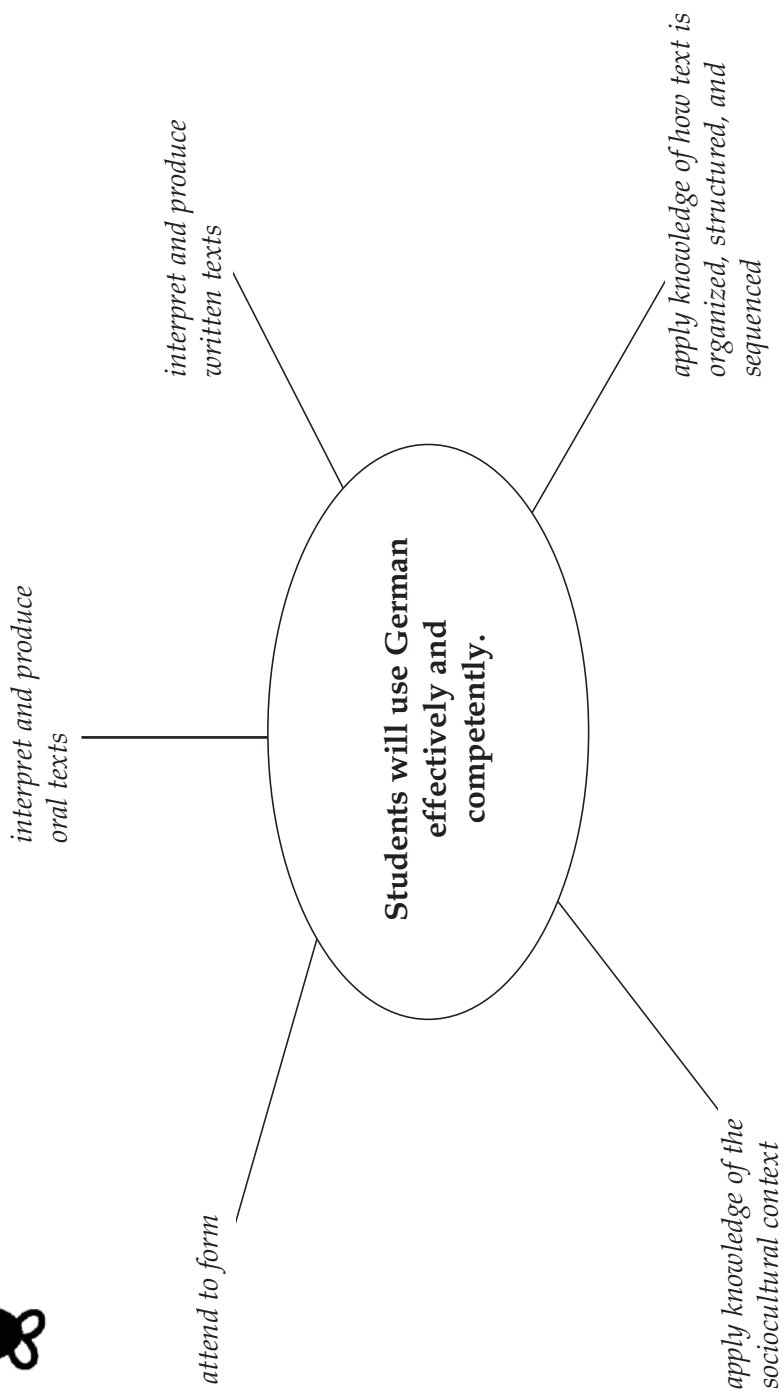 interpret and produce
oral texts
attend to form
interpret and produce
written texts
Students will use German
effectively and
competently.
apply knowledge of the
sociocultural context
apply knowledge of how text is
organized, structured, and
sequenced